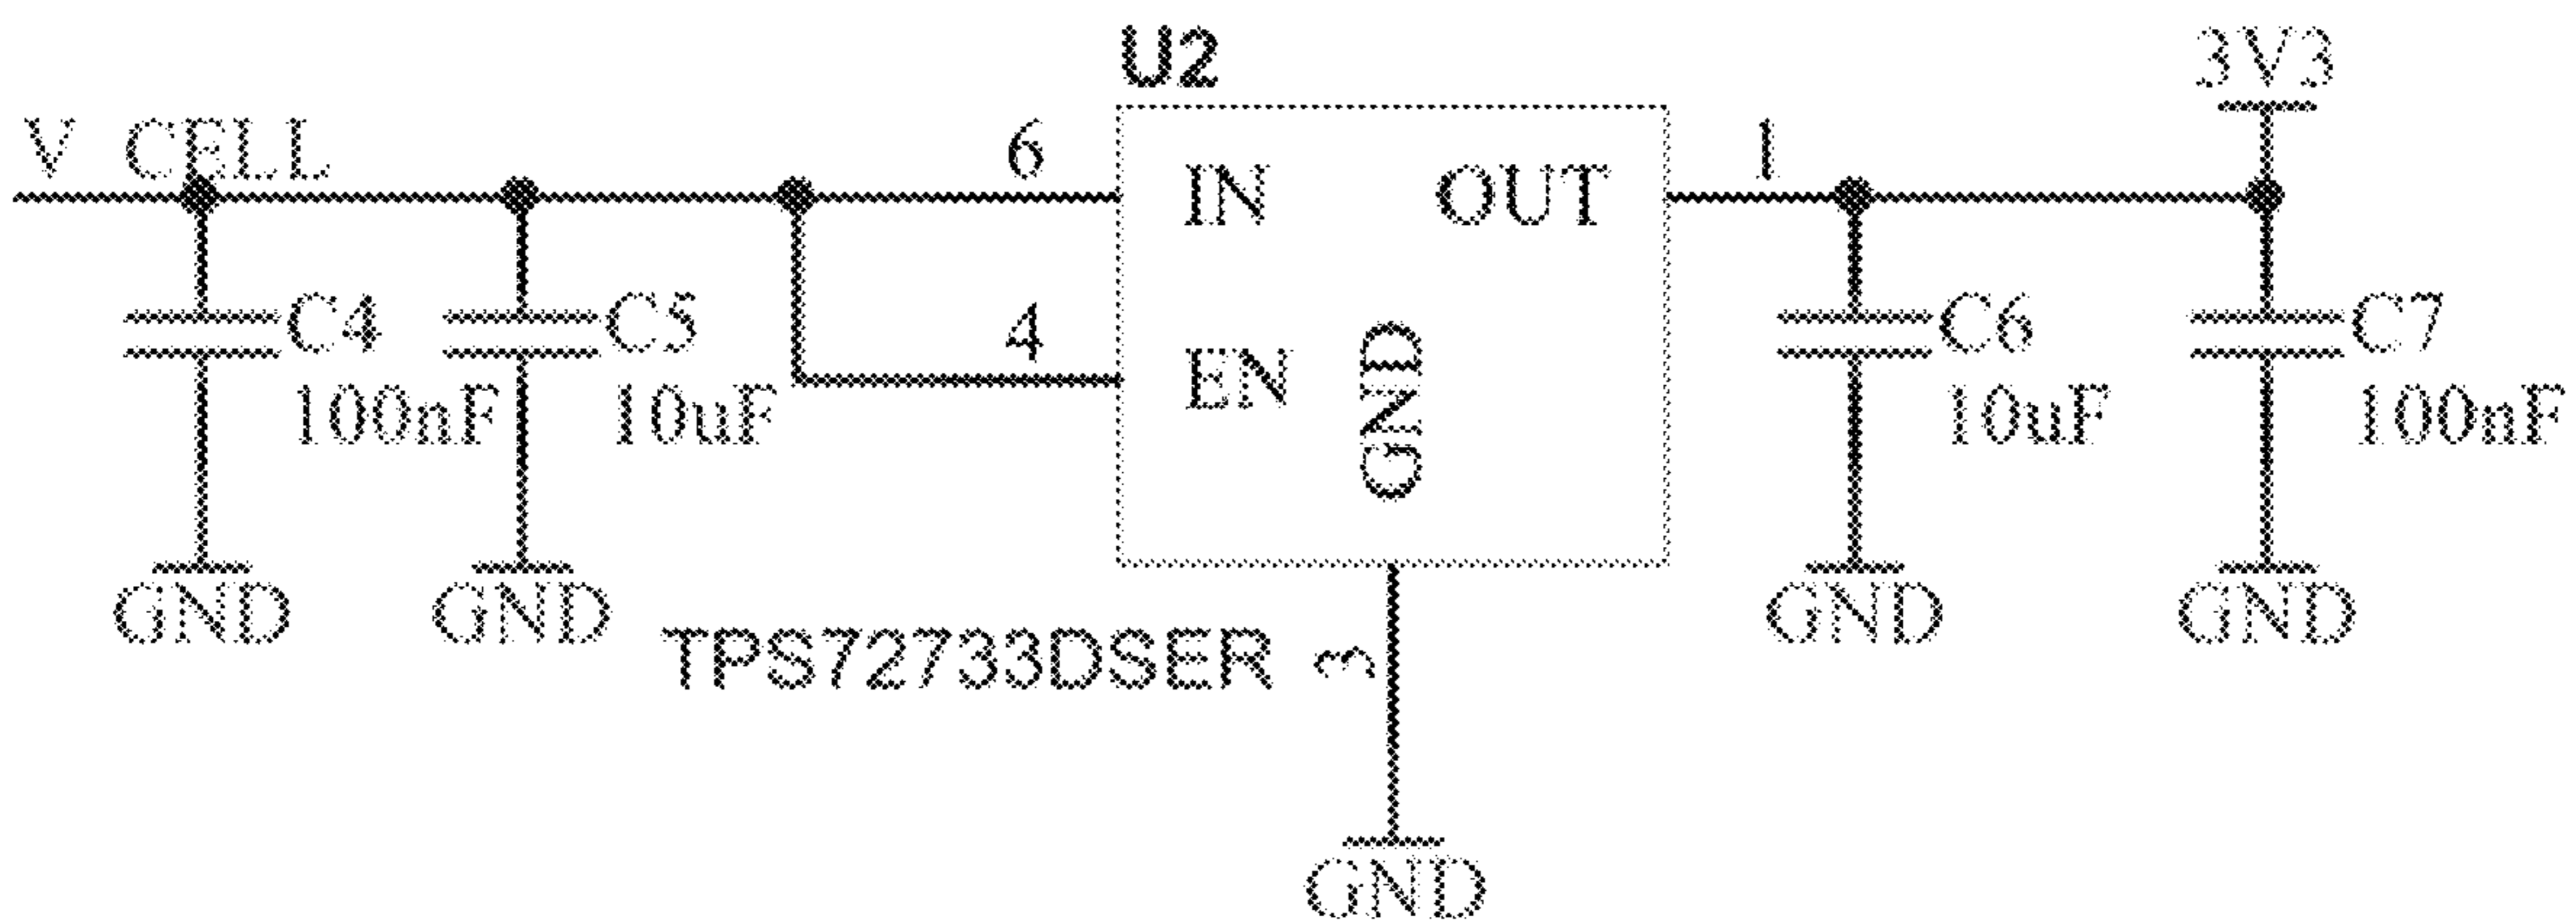 U2
3V3
V CELL
6
1
IN
OUT
C4
100nF
C5
10uF
4
EN
GND
C6
10uF
C7
100nF
GND
GND
GND
GND
TPS72733DSER
3
GND